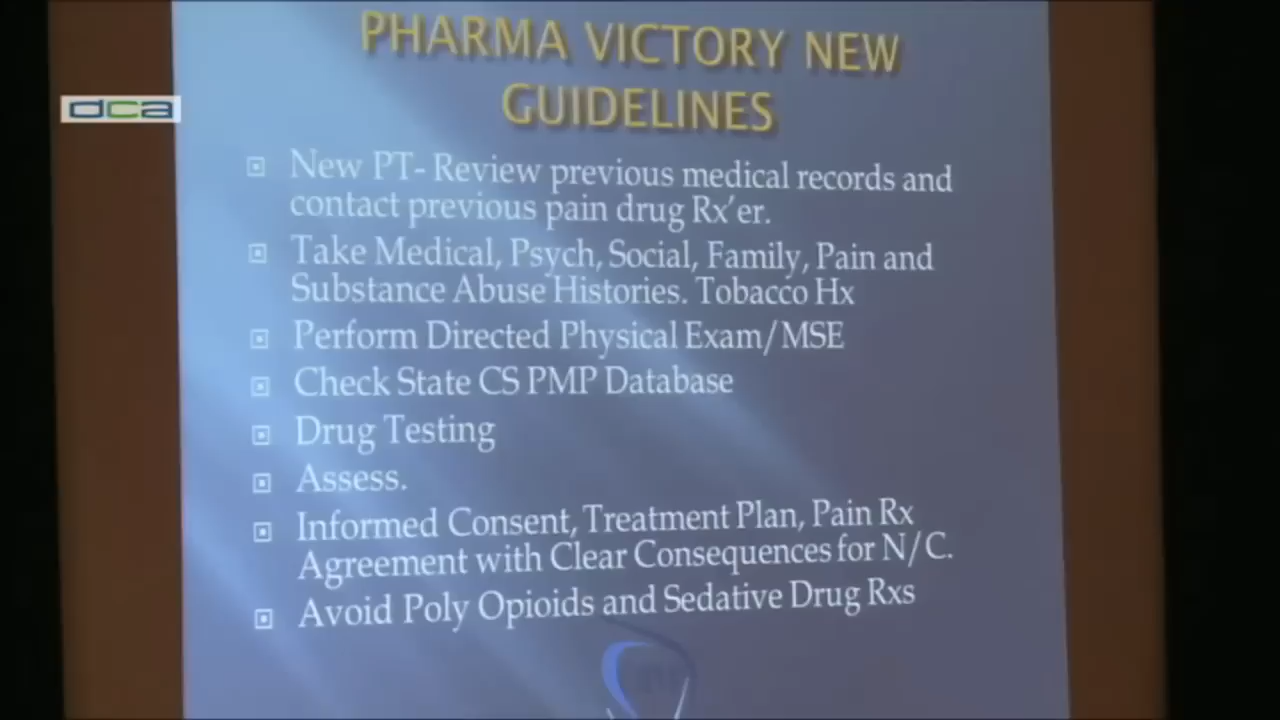 PHARMA VICTORY NEW
GUIDELINES
dca
New PT- Review previous medical records and
contact previous pain drug Rx'er.
Take Medical, Psych, Social, Family, Pain and
Substance Abuse Histories. Tobacco Hx
Perform Directed Physical Exam/MSE
Check State CS PMP Database
Drug Testing
Assess.
Informed Consent, Treatment Plan, Pain Rx
Agreement with Clear Consequences for N/C.
Avoid Poly Opioids and Sedative Drug Rxs